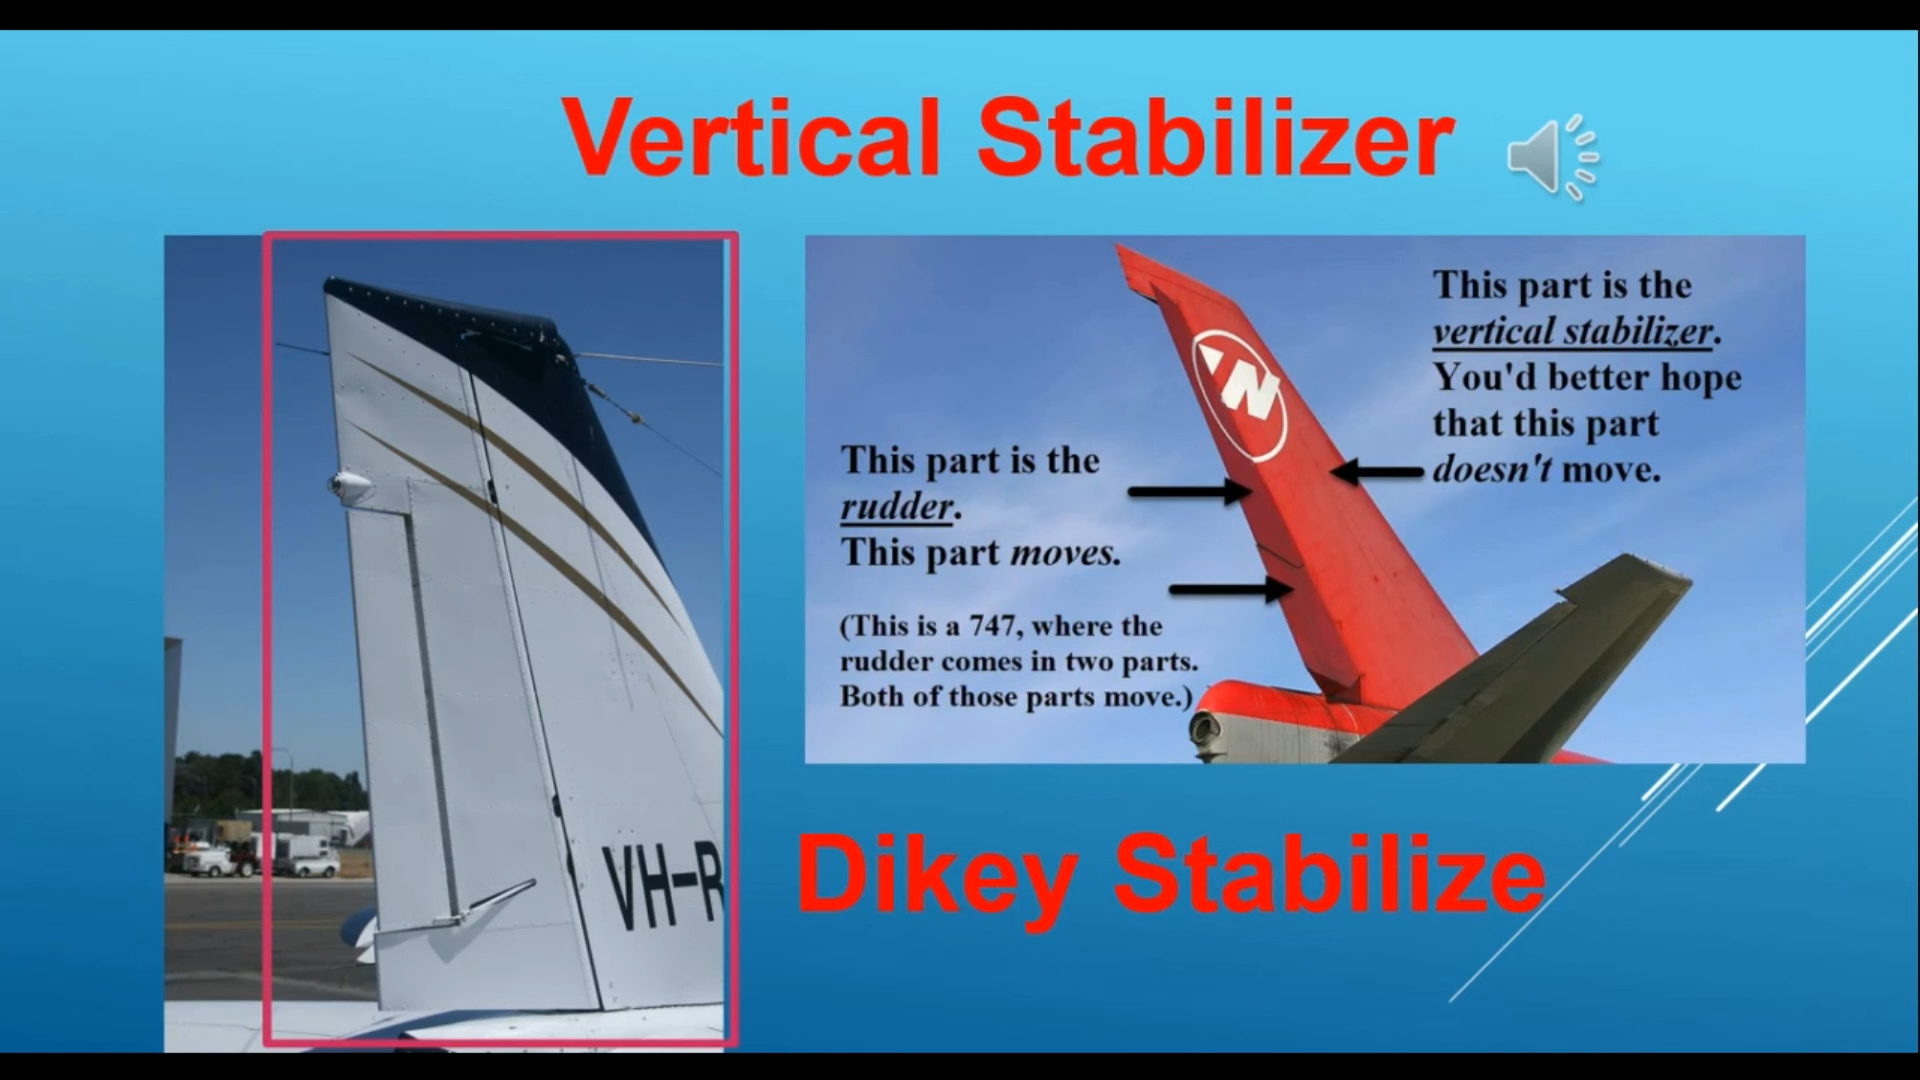 Vertical Stabilizer
This part is the
vertical stabilizer.
You'd better hope
that this part
doesn't move.
This part is the
rudder.
This part moves.
(This is a 747, where the
rudder comes in two parts.
Both of those parts move.)
N
VH-R
Dikey Stabilize